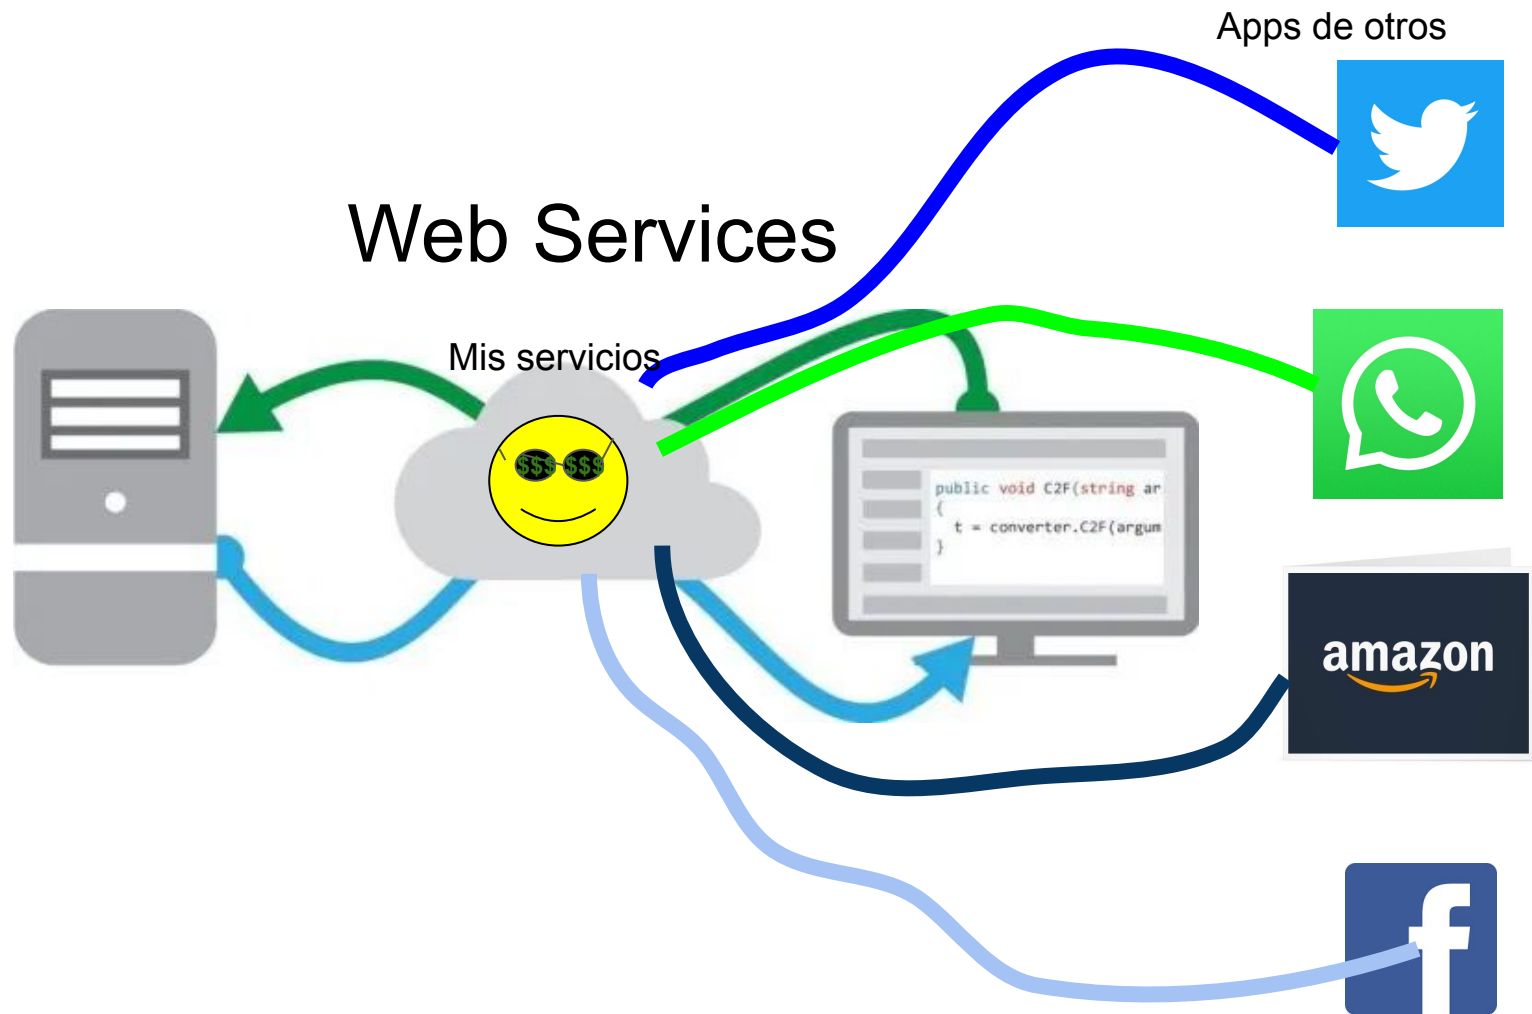 Apps de otros
Web Services
Mis servicios
$$$ $$$
public void C2F(string ar
{
t = converter.C2F(argum
}
amazon